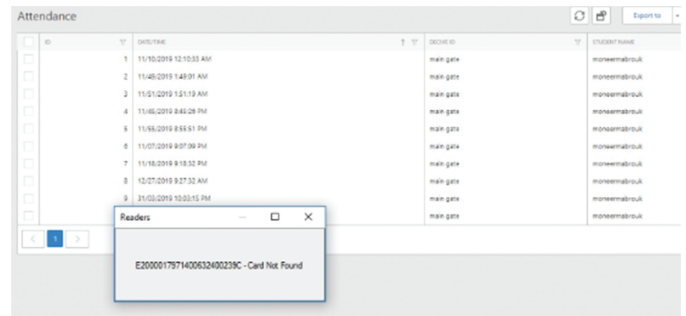 Attendance
Export to
ID DATE/TIME DECIVE ID STUDENT NAME
1 11/10/2019 12:10:33 AM main gate moneermabrouk
2 11/49/2019 1:49:01 AM main gate moneermabrouk
3 11/51/2019 1:51:19 AM main gate moneermabrouk
4 11/45/2019 8:45:26 PM main gate moneermabrouk
5 11/55/2019 8:55:51 PM main gate moneermabrouk
6 11/07/2019 9:07:09 PM main gate moneermabrouk
7 11/18/2019 9:18:32 PM main gate moneermabrouk
8 12/27/2019 9:27:32 AM main gate moneermabrouk
9 31/03/2019 10:03:15 PM main gate moneermabrouk
main gate moneermabrouk
Readers
1
E2000017971400632400239C - Card Not Found